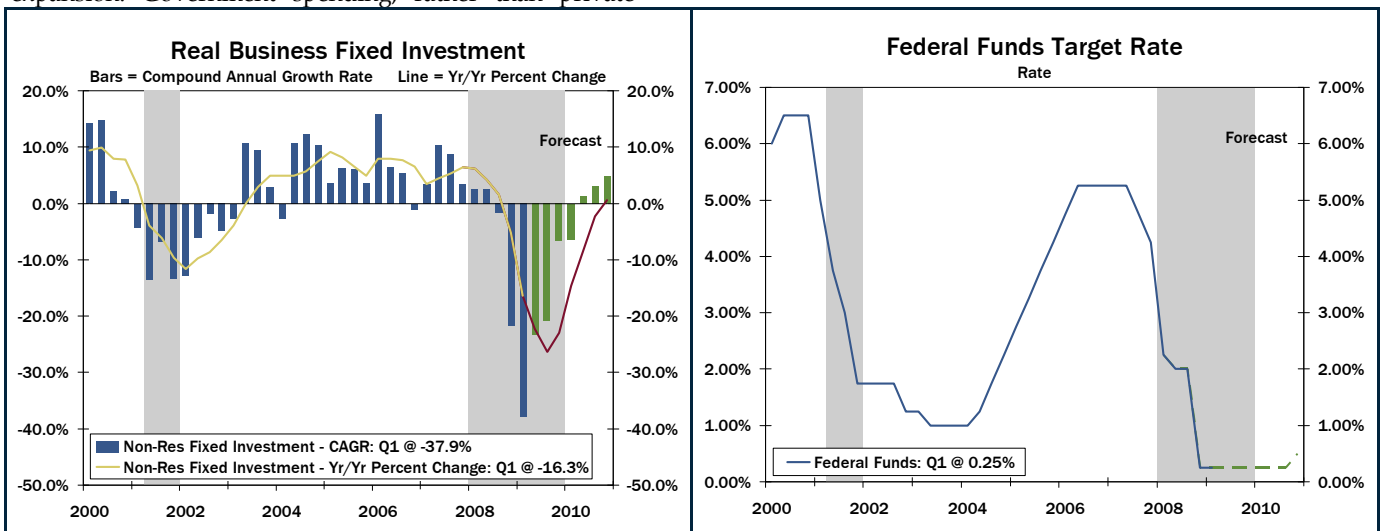 expansion. Government spending, rather than private
Real Business Fixed Investment
Bars = Compound Annual Growth Rate Line = Yr/Yr Percent Change
20.0% 20.0%
10.0% 10.0%
0.0% 0.0%
-10.0% -10.0%
-20.0% -20.0%
-30.0% -30.0%
-40.0% -40.0%
-50.0% -50.0%
Forecast
Non-Res Fixed Investment - CAGR: Q1 @ -37.9%
Non-Res Fixed Investment - Yr/Yr Percent Change: Q1 @ -16.3%
2000 2002 2004 2006 2008 2010
Federal Funds Target Rate
Rate
7.00% 7.00%
6.00% 6.00%
5.00% 5.00%
4.00% 4.00%
3.00% 3.00%
2.00% 2.00%
1.00% 1.00%
0.00% 0.00%
Forecast
Federal Funds: Q1 @ 0.25%
2000 2002 2004 2006 2008 2010